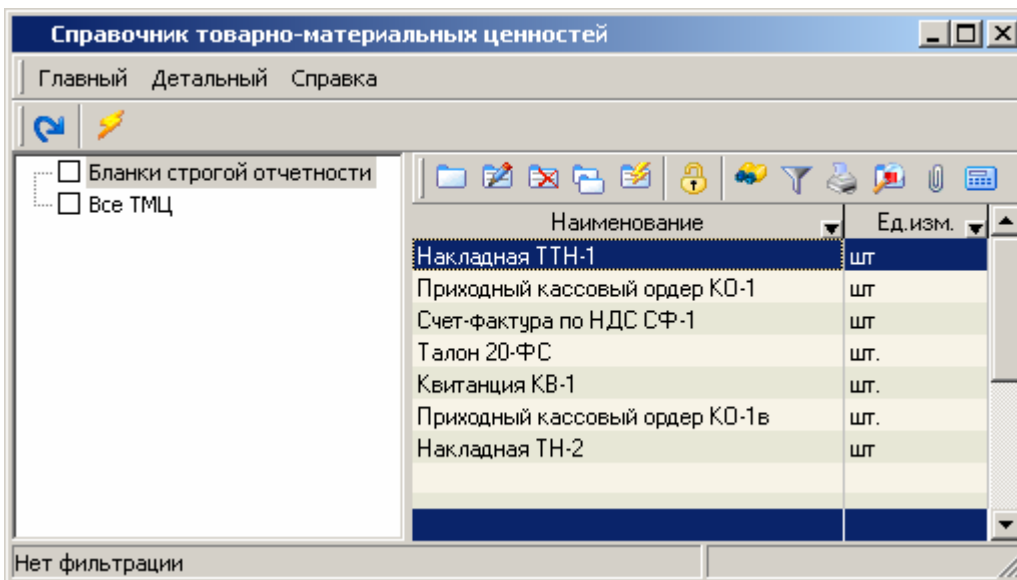 Справочник товарно-материальных ценностей
Главный Детальный Справка
Бланки строгой отчетности
Все ТМЦ
Наименование Ед.изм.
Накладная ТТН-1 шт
Приходный кассовый ордер КО-1 шт
Счет-фактура по НДС СФ-1 шт
Талон 20-ФС шт.
Квитанция КВ-1 шт.
Приходный кассовый ордер КО-1в шт.
Накладная ТН-2 шт
Нет фильтрации